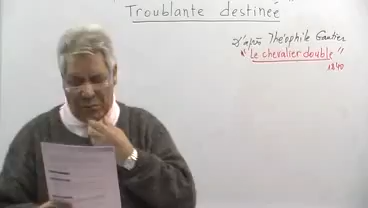 " Troublante destinée "
D'après Théophile Gautier
"Le chevalier double"
1840